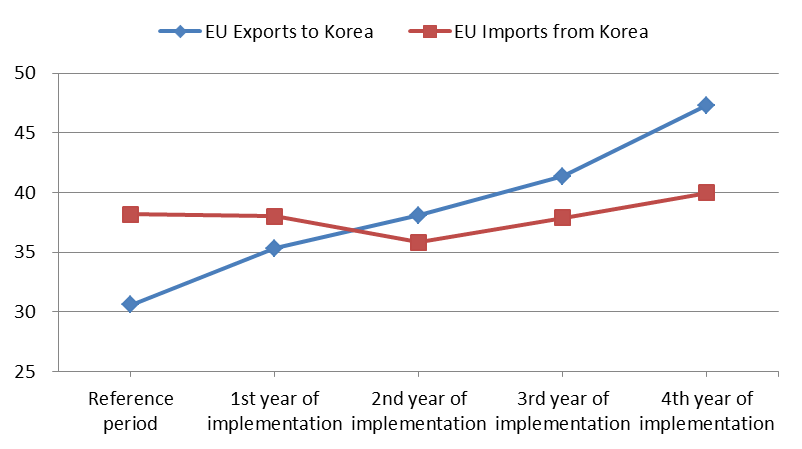 EU Exports to Korea EU Imports from Korea
50
45
40
35
30
25
Reference period
1st year of implementation
2nd year of implementation
3rd year of implementation
4th year of implementation